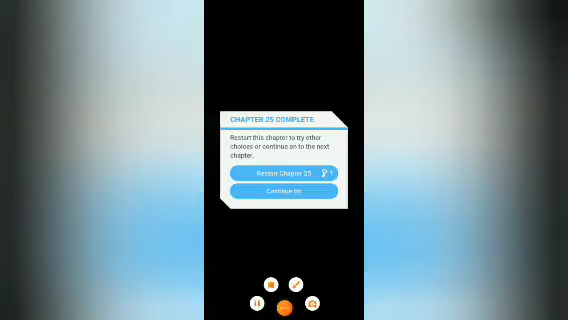 CHAPTER 25 COMPLETE
Restart this chapter to try other
choices or continue on to the next
chapter.
Restart Chapter 25 1
Continue On